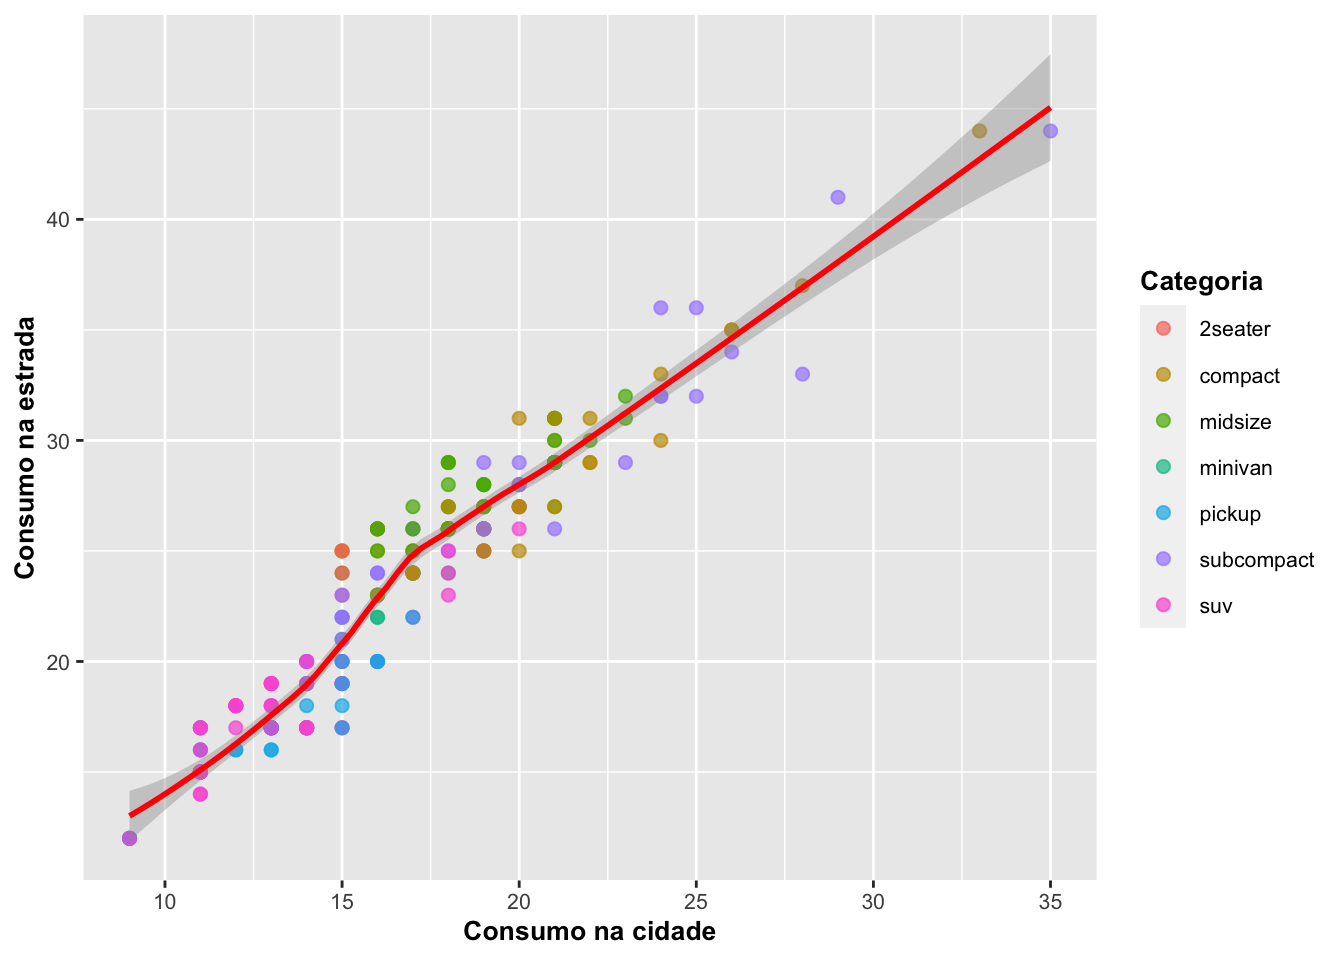 40
30
20
Consumo na estrada
10 15 20 25 30 35
Consumo na cidade
Categoria
2seater
compact
midsize
minivan
pickup
subcompact
suv